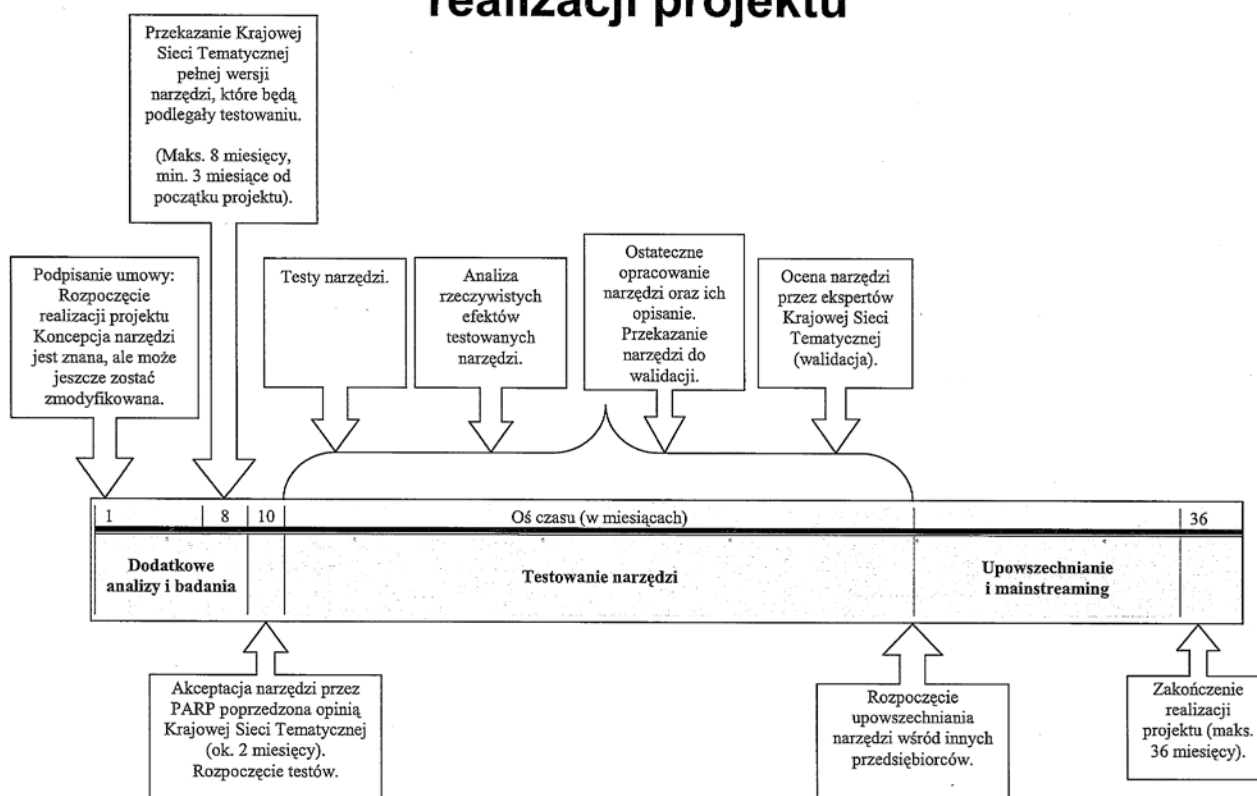 realizacji projektu
Przekazanie Krajowej
Sieci Tematycznej
pełnej wersji
narzędzi, które będą
podlegały testowaniu.
(Maks. 8 miesięcy,
min. 3 miesiące od
początku projektu).
Podpisanie umowy:
Rozpoczęcie
realizacji projektu
Koncepcja narzędzi
jest znana, ale może
jeszcze zostać
zmodyfikowana.
Testy narzędzi.
Analiza
rzeczywistych
efektów
testowanych
narzędzi.
Ostateczne
opracowanie
narzędzi oraz ich
opisanie.
Przekazanie
narzędzi do
walidacji.
Ocena narzędzi
przez ekspertów
Krajowej Sieci
Tematycznej
(walidacja).
1 8 10 Oś czasu (w miesiącach) 36
Dodatkowe
analizy i badania
Testowanie narzędzi
Upowszechnianie
i mainstreaming
Akceptacja narzędzi przez
PARP poprzedzona opinią
Krajowej Sieci Tematycznej
(ok. 2 miesięcy).
Rozpoczęcie testów.
Rozpoczęcie
upowszechniania
narzędzi wśród innych
przedsiębiorców.
Zakończenie
realizacji
projektu (maks.
36 miesięcy).